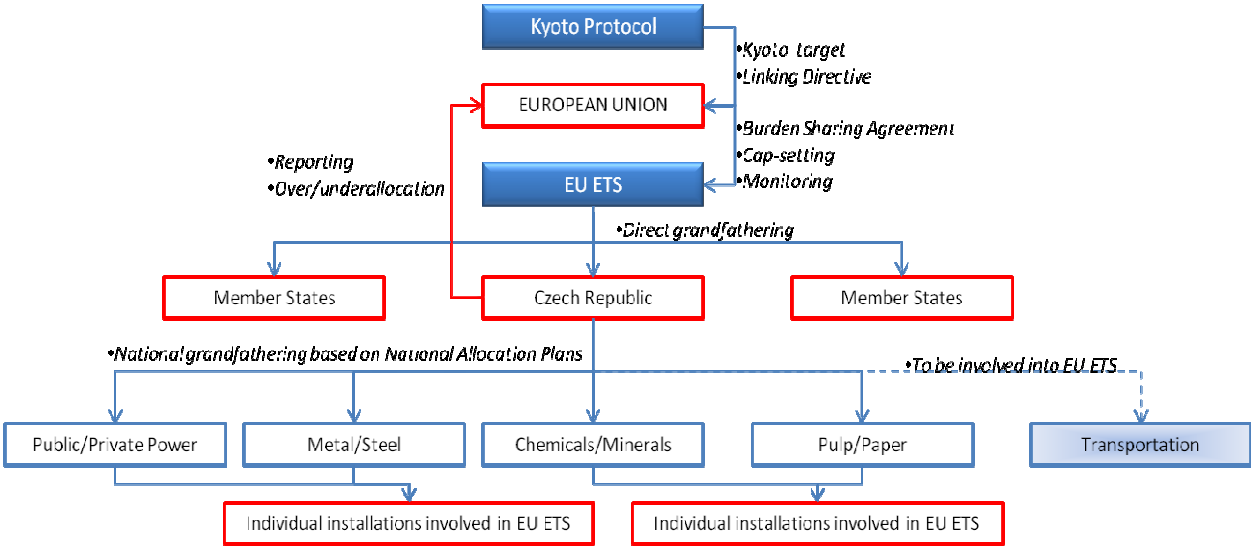 Kyoto Protocol
•Kyoto target
•Linking Directive
EUROPEAN UNION
•Burden Sharing Agreement
•Cap-setting
•Monitoring
•Reporting
•Over/underallocation
EU ETS
•Direct grandfathering
Member States
Czech Republic
Member States
•National grandfathering based on National Allocation Plans
•To be involved into EU ETS
Public/Private Power
Metal/Steel
Chemicals/Minerals
Pulp/Paper
Transportation
Individual installations involved in EU ETS
Individual installations involved in EU ETS